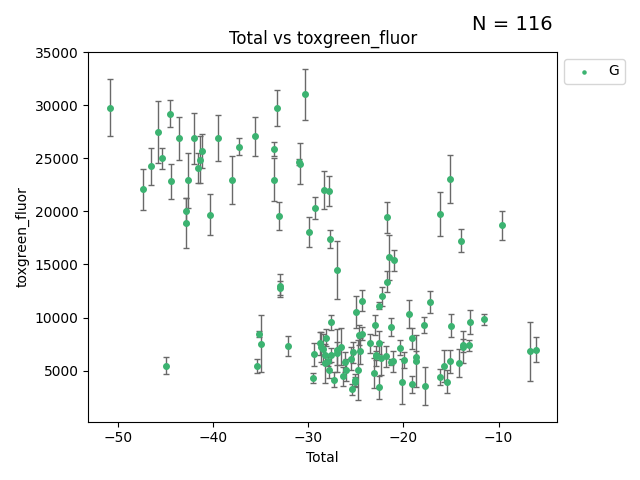 N = 116
Total vs toxgreen_fluor
G
toxgreen_fluor
35000
30000
25000
20000
15000
10000
5000
−50 −40 −30 −20 −10
Total